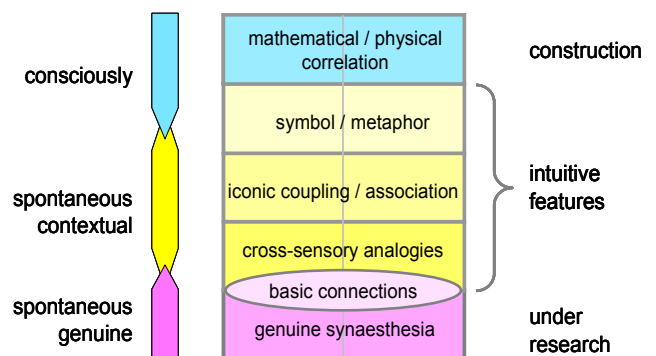 consciously
spontaneous
contextual
spontaneous
genuine
mathematical / physical
correlation
symbol / metaphor
iconic coupling / association
cross-sensory analogies
basic connections
genuine synaesthesia
construction
intuitive
features
under
research